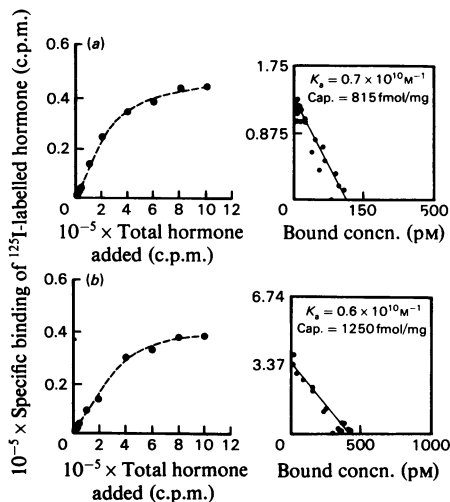 10⁻⁵ × Specific binding of ¹²⁵I-labelled hormone (c.p.m.)
(a)
0.6
0.4
0.2
0 2 4 6 8 10 12
10⁻⁵ × Total hormone
added (c.p.m.)
1.75
0.875
Kₐ = 0.7 × 10¹⁰ M⁻¹
Cap. = 815 fmol/mg
0 150 500
Bound concn. (pM)
(b)
0.6
0.4
0.2
0 2 4 6 8 10 12
10⁻⁵ × Total hormone
added (c.p.m.)
6.74
3.37
Kₐ = 0.6 × 10¹⁰ M⁻¹
Cap. = 1250 fmol/mg
0 500 1000
Bound concn. (pM)